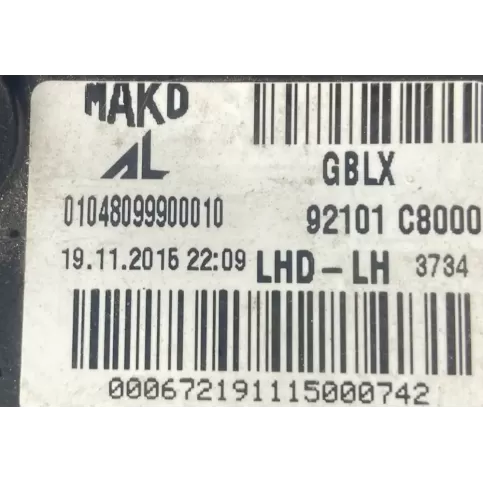 MAKO
AL
GBLX
01048099900010
92101 C8000
19.11.2015 22:09 LHD-LH 3734
000672191115000742